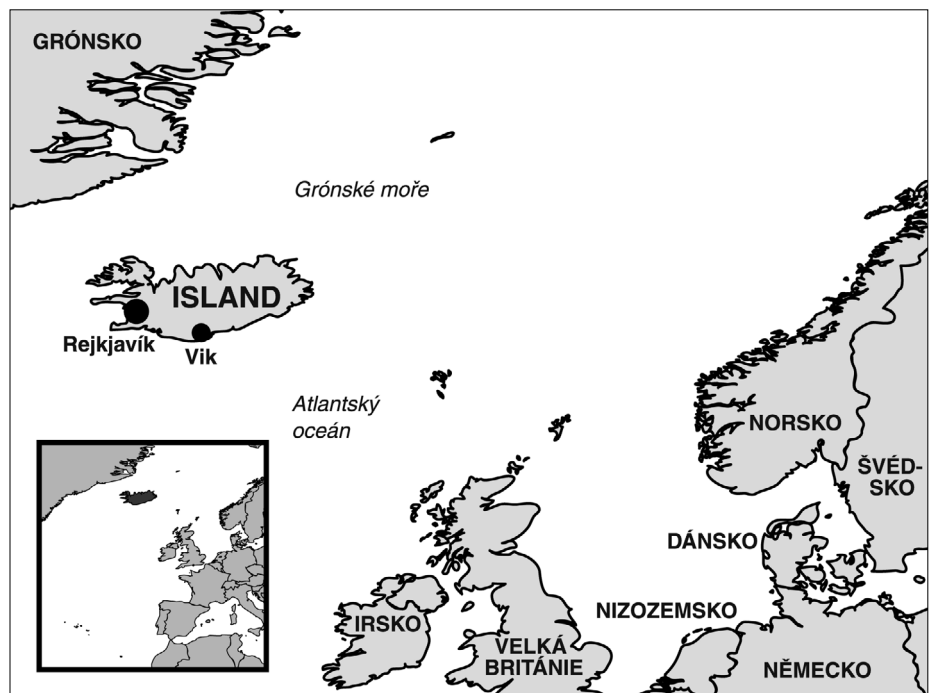 GRÓNSKO
Grónské moře
ISLAND
Rejkjavík
Vik
Atlantský
oceán
NORSKO
ŠVÉD-
SKO
DÁNSKO
NIZOZEMSKO
IRSKO
VELKÁ
BRITÁNIE
NĚMECKO